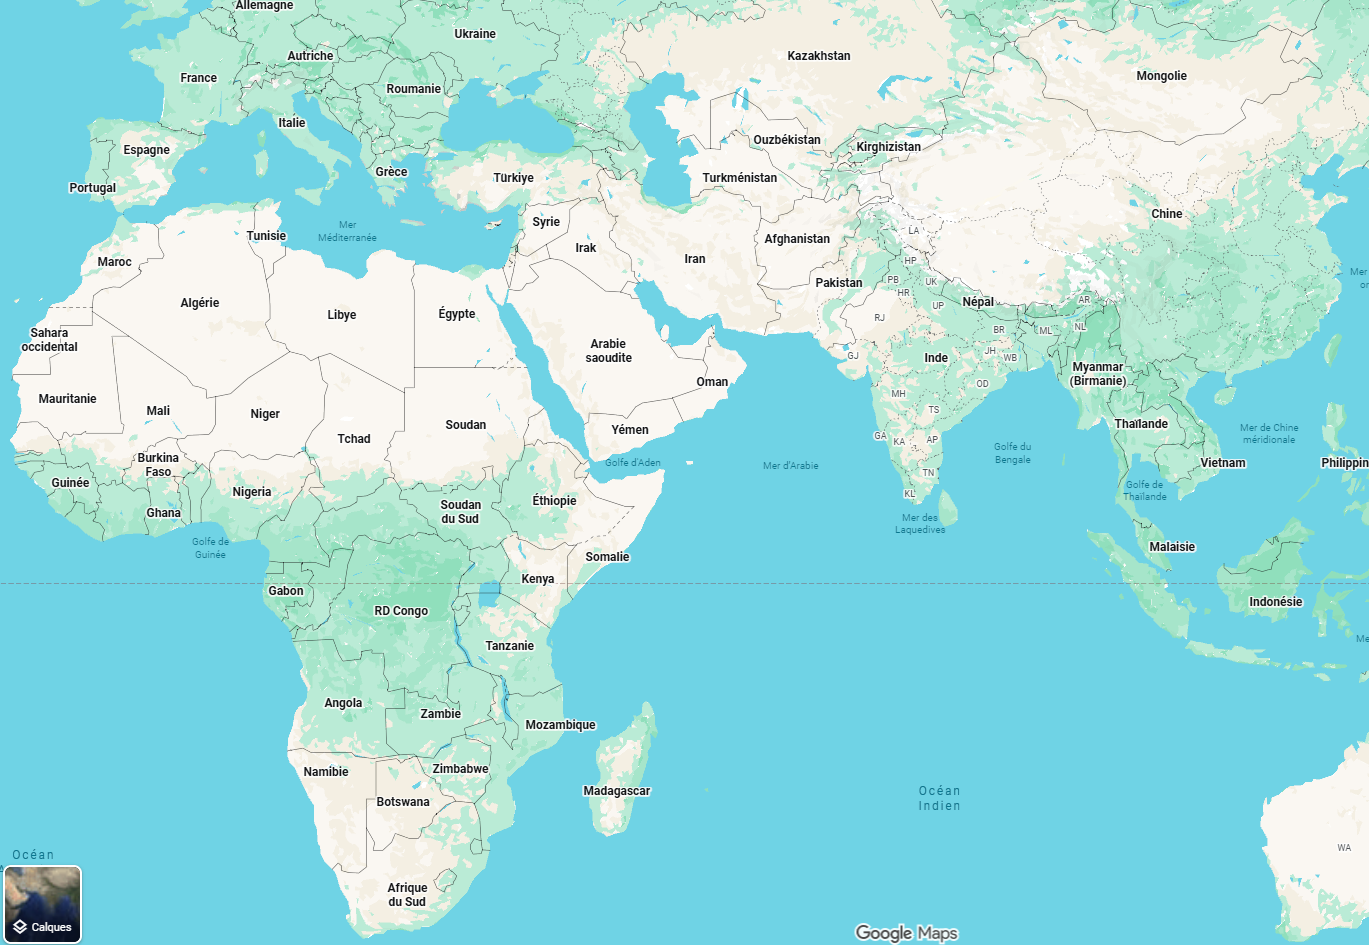 Allemagne
Ukraine
Autriche
Kazakhstan
France
Mongolie
Roumanie
Italie
Ouzbékistan
Kirghizistan
Espagne
Grèce
Türkiye
Turkménistan
Portugal
Chine
Syrie
Mer
Méditerranée
Tunisie
LA
Afghanistan
Irak
Maroc
Iran
HP
Mer
or
PB
UK
Pakistan
HR
Népal
AR
Algérie
UP
Libye
Égypte
RJ
NL
BR
ML
Sahara
occidental
Arabie
saoudite
JH
GJ
Inde
WB
Myanmar
(Birmanie)
Oman
OD
MH
Mauritanie
Mali
Niger
TS
Soudan
Thaïlande
Yémen
Mer de Chine
méridionale
Tchad
GA
KA
AP
Golfe du
Bengale
Burkina
Faso
Golfe d'Aden
Mer d'Arabie
Vietnam
Philippin
TN
Guinée
Nigeria
Golfe de
Thaïlande
KL
Éthiopie
Soudan
du Sud
Ghana
Mer des
Laquedives
Golfe de
Guinée
Malaisie
Somalie
Kenya
Gabon
Indonésie
RD Congo
Me
Tanzanie
Angola
Zambie
Mozambique
Zimbabwe
Namibie
Madagascar
Océan
Indien
Botswana
WA
Océan
Afrique
du Sud
Calques
Google Maps